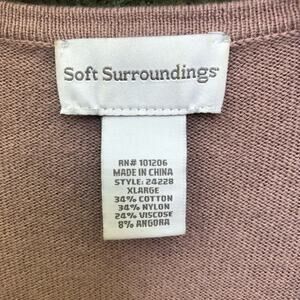 Soft Surroundings®
RN# 101206
MADE IN CHINA
STYLE: 24228
XLARGE
34% COTTON
34% NYLON
24% VISCOSE
8% ANGORA